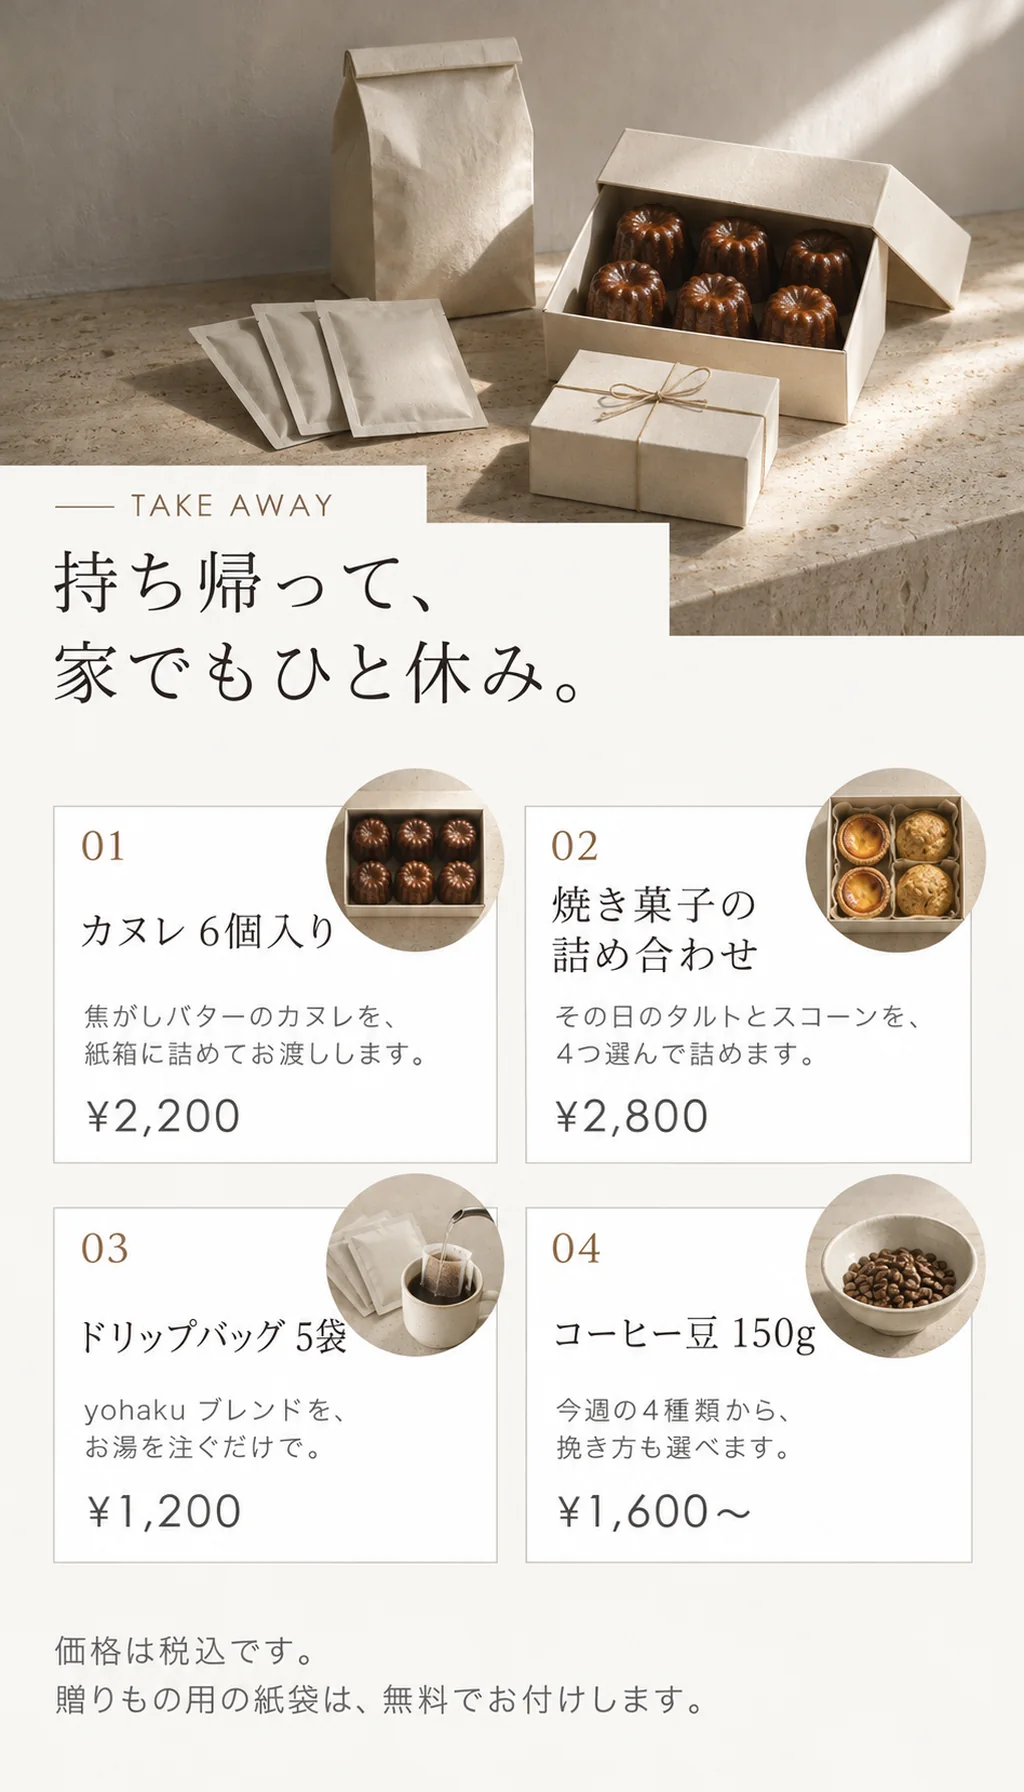 TAKE AWAY
持ち帰って、
家でもひと休み。
01
カヌレ 6個入り
焦がしバターのカヌレを、
紙箱に詰めてお渡しします。
¥2,200
02
焼き菓子の
詰め合わせ
その日のタルトとスコーンを、
4つ選んで詰めます。
¥2,800
03
ドリップバッグ 5袋
yohaku ブレンドを、
お湯を注ぐだけで。
¥1,200
04
コーヒー豆 150g
今週の4種類から、
挽き方も選べます。
¥1,600〜
価格は税込です。
贈りもの用の紙袋は、無料でお付けします。